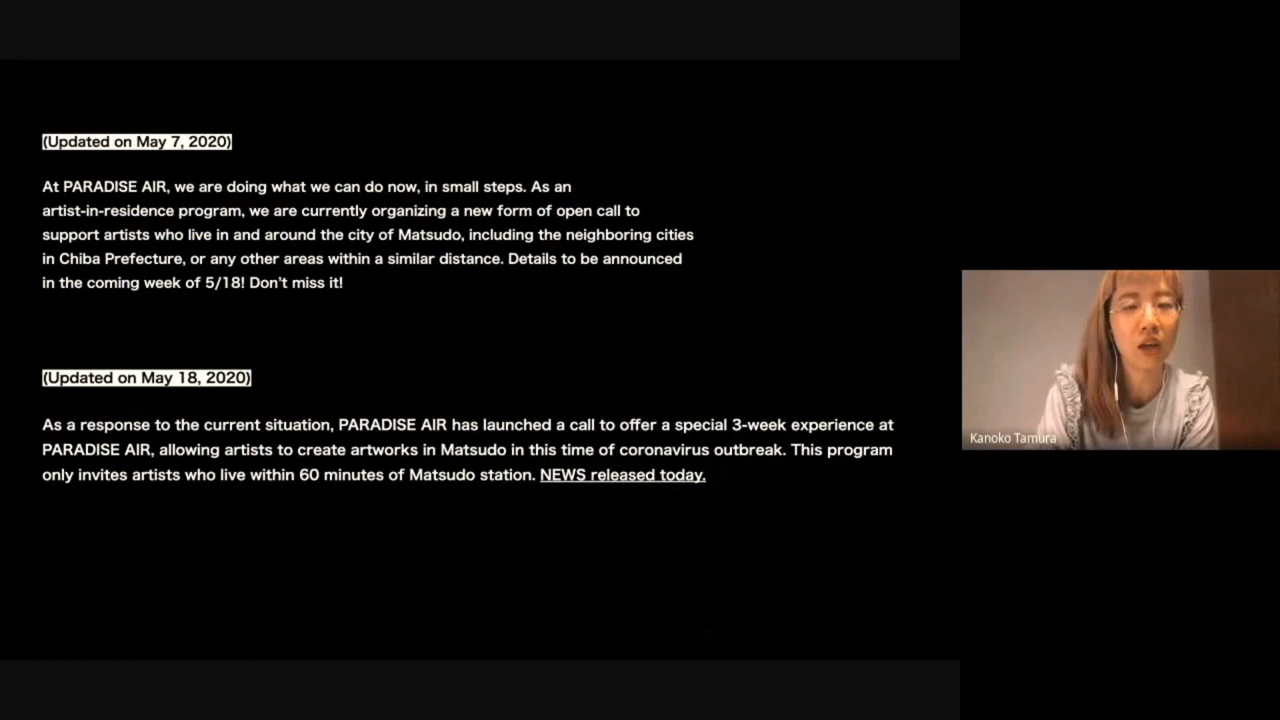 (Updated on May 7, 2020)
At PARADISE AIR, we are doing what we can do now, in small steps. As an
artist-in-residence program, we are currently organizing a new form of open call to
support artists who live in and around the city of Matsudo, including the neighboring cities
in Chiba Prefecture, or any other areas within a similar distance. Details to be announced
in the coming week of 5/18! Don't miss it!
(Updated on May 18, 2020)
As a response to the current situation, PARADISE AIR has launched a call to offer a special 3-week experience at
PARADISE AIR, allowing artists to create artworks in Matsudo in this time of coronavirus outbreak. This program
only invites artists who live within 60 minutes of Matsudo station. NEWS released today.
Kanoko Tamura